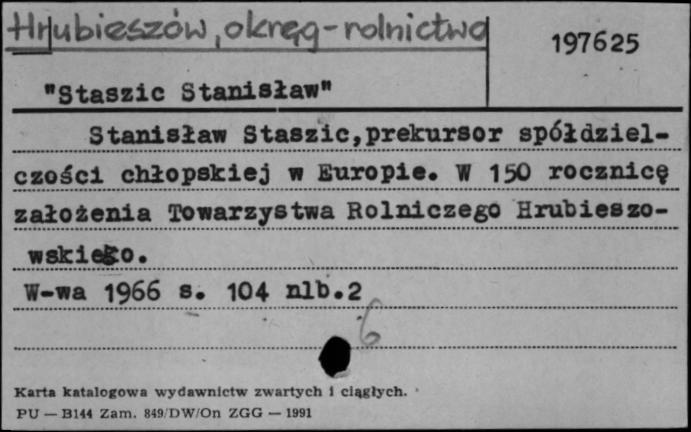 Hrubieszów, okręg-rolnictwo
197625
"Staszic Stanisław"
Stanisław Staszic,prekursor spółdziel-
czości chłopskiej w Europie. W 150 rocznicę
założenia Towarzystwa Rolniczego Hrubieszo-
wskiego.
W-wa 1966 s. 104 nlb.2
6
Karta katalogowa wydawnictw zwartych i ciągłych.
PU — B144 Zam. 849/DW/On ZGG — 1991